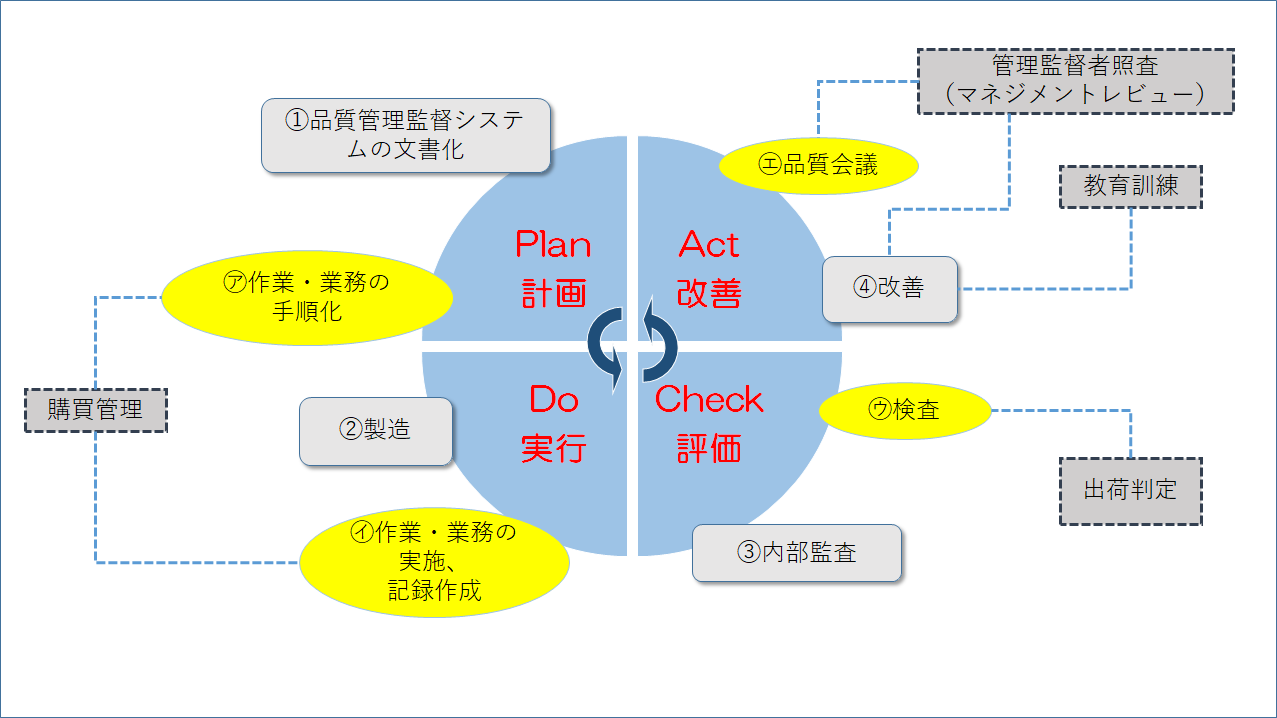 管理監督者照査
（マネジメントレビュー）
①品質管理監督システ
ムの文書化
㋓品質会議
教育訓練
Plan
計画
Act
改善
㋐作業・業務の
手順化
④改善
購買管理
②製造
Do
実行
Check
評価
㋒検査
出荷判定
㋑作業・業務の
実施、
記録作成
③内部監査